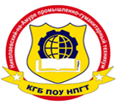 Николаевский-на-Амуре промышленно-гуманитарный техникум
КГБ ПОУ НПГТ